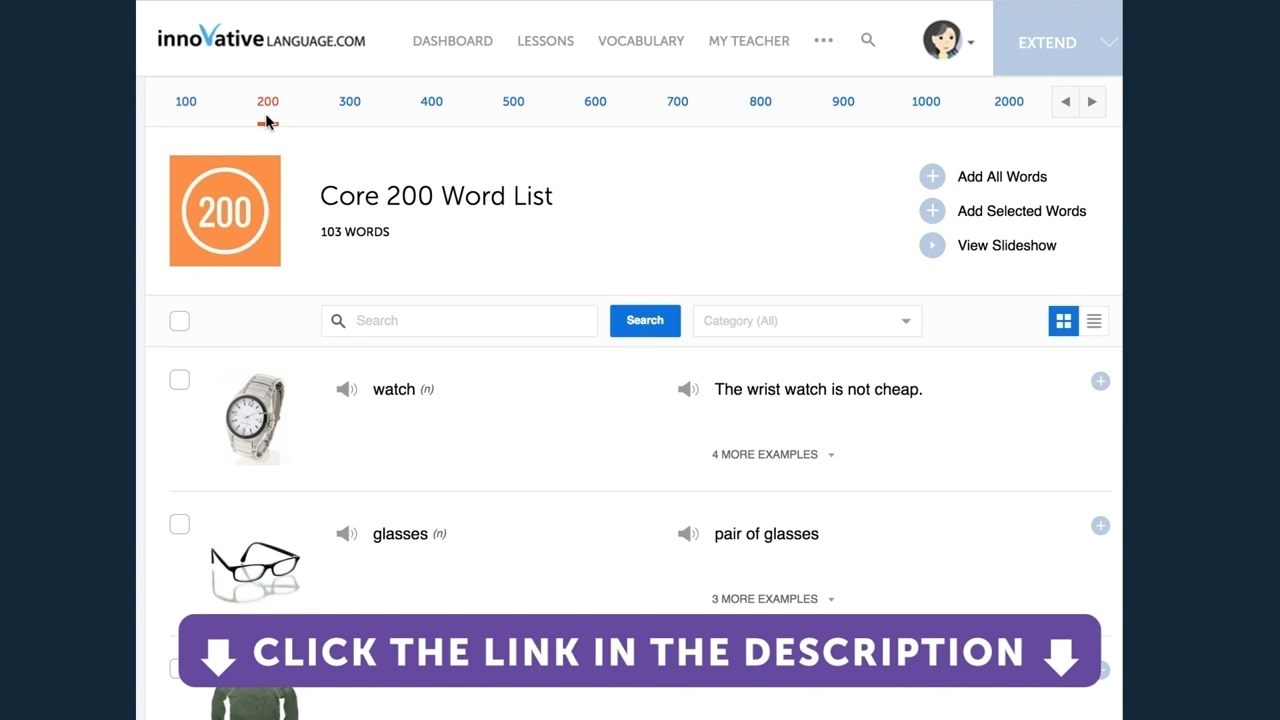 innoVative LANGUAGE.COM
DASHBOARD LESSONS VOCABULARY MY TEACHER ••• EXTEND
100 200 300 400 500 600 700 800 900 1000 2000
200
Core 200 Word List
103 WORDS
Add All Words
Add Selected Words
View Slideshow
Search Search Category (All)
watch (n) The wrist watch is not cheap.
4 MORE EXAMPLES
glasses (n) pair of glasses
3 MORE EXAMPLES
CLICK THE LINK IN THE DESCRIPTION